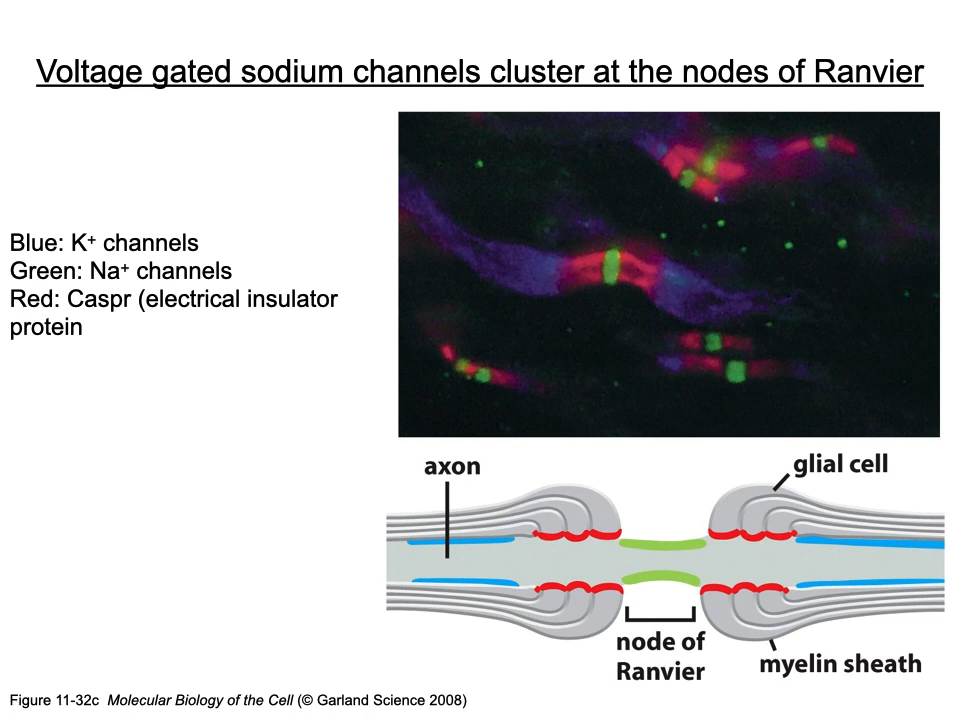 Voltage gated sodium channels cluster at the nodes of Ranvier
Blue: K⁺ channels
Green: Na⁺ channels
Red: Caspr (electrical insulator
protein
axon
glial cell
node of
Ranvier
myelin sheath
Figure 11-32c Molecular Biology of the Cell (© Garland Science 2008)